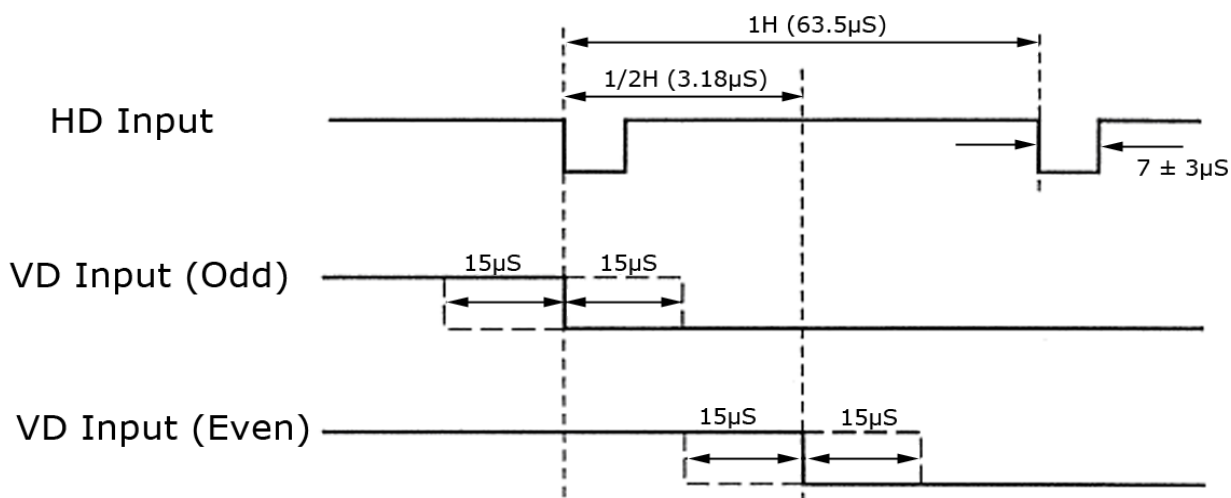 1H (63.5µS)
1/2H (3.18µS)
HD Input
7 ± 3µS
VD Input (Odd)
15µS
15µS
VD Input (Even)
15µS
15µS